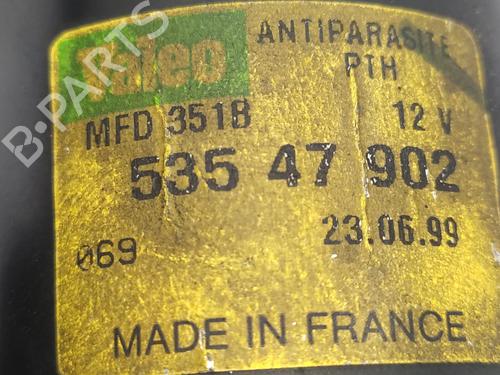 Valeo
ANTIPARASITE
PTH
MFD 351B
12 V
535 47 902
069
23.06.99
MADE IN FRANCE
B-PARTS